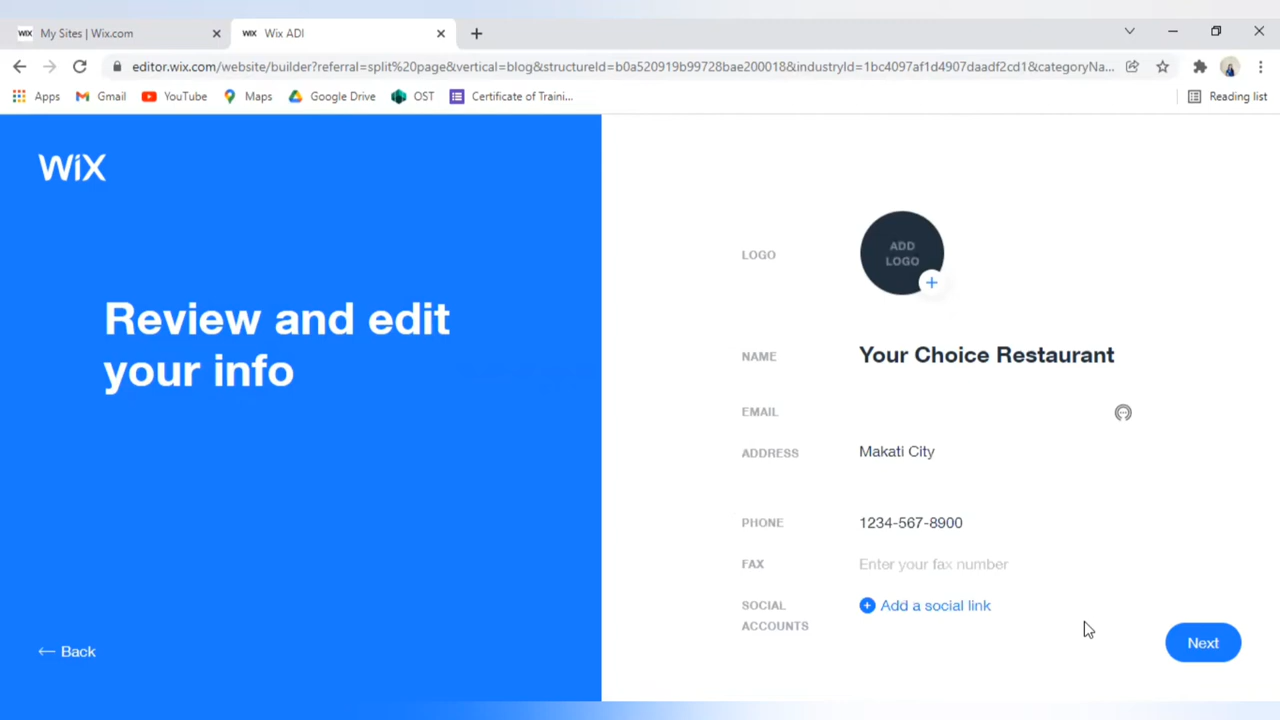 WiX My Sites | Wix.com
WiX Wix ADI
editor.wix.com/website/builder?referral=split%20page&vertical=blog&structureId=b0a520919b99728bae200018&industryId=1bc4097af1d4907daadf2cd1&categoryNa...
Apps Gmail YouTube Maps Google Drive OST Certificate of Traini... Reading list
WiX
Review and edit
your info
Back
LOGO
ADD
LOGO
NAME Your Choice Restaurant
EMAIL
ADDRESS Makati City
PHONE 1234-567-8900
FAX Enter your fax number
SOCIAL
ACCOUNTS
Add a social link
Next